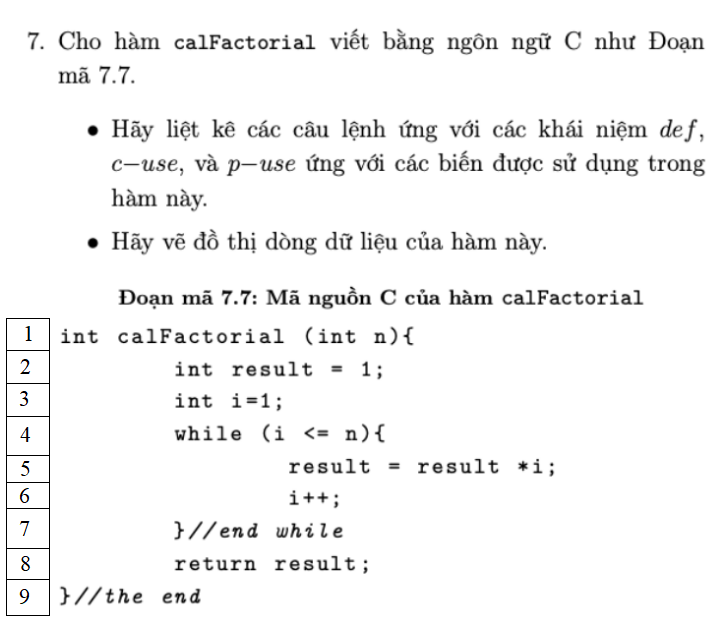 7. Cho hàm calFactorial viết bằng ngôn ngữ C như Đoạn
mã 7.7.
• Hãy liệt kê các câu lệnh ứng với các khái niệm def,
c−use, và p−use ứng với các biến được sử dụng trong
hàm này.
• Hãy vẽ đồ thị dòng dữ liệu của hàm này.
Đoạn mã 7.7: Mã nguồn C của hàm calFactorial
1 int calFactorial (int n){
2 int result = 1;
3 int i=1;
4 while (i <= n){
5 result = result *i;
6 i++;
7 }//end while
8 return result;
9 }//the end